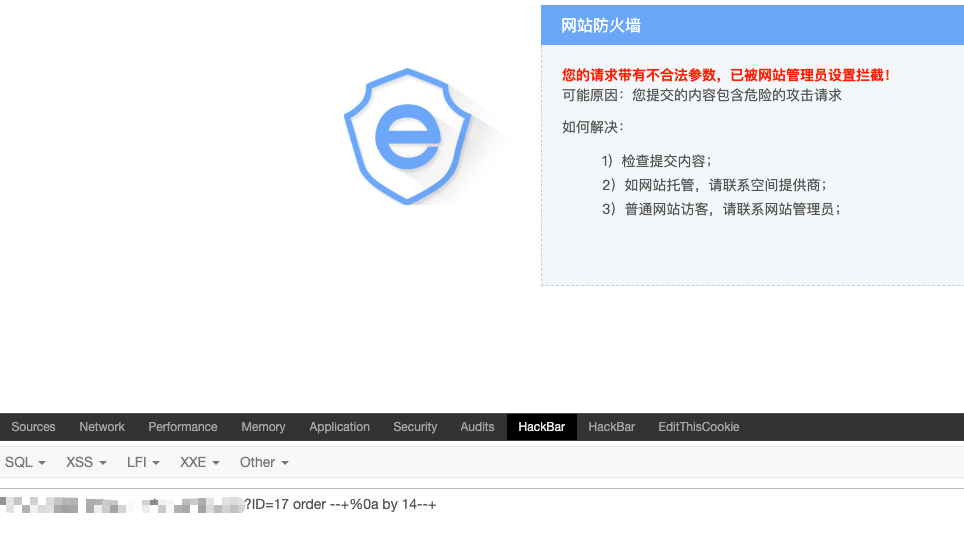 网站防火墙
您的请求带有不合法参数，已被网站管理员设置拦截！
可能原因：您提交的内容包含危险的攻击请求
如何解决：
1）检查提交内容；
2）如网站托管，请联系空间提供商；
3）普通网站访客，请联系网站管理员；
Sources Network Performance Memory Application Security Audits HackBar HackBar EditThisCookie
SQL XSS LFI XXE Other
?ID=17 order --+%0a by 14--+